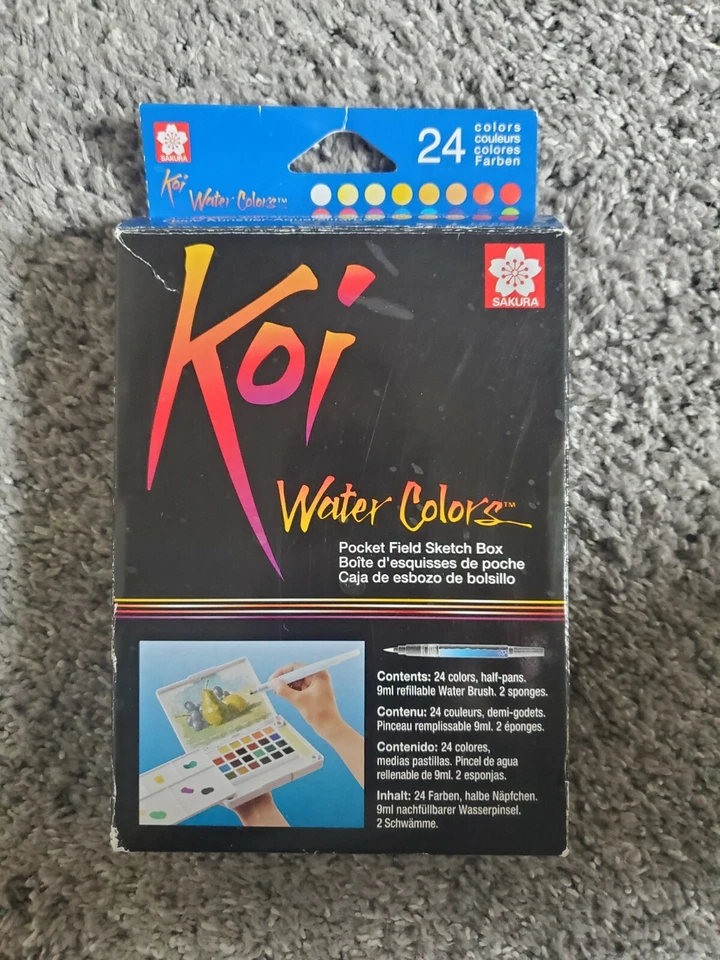 SAKURA
Koi Water Colors™
24
colors
couleurs
colores
Farben
Koi
SAKURA
Water Colors™
Pocket Field Sketch Box
Boîte d'esquisses de poche
Caja de esbozo de bolsillo
Contents: 24 colors, half-pans.
9ml refillable Water Brush. 2 sponges.
Contenu: 24 couleurs, demi-godets.
Pinceau remplissable 9ml. 2 éponges.
Contenido: 24 colores,
medias pastillas. Pincel de agua
rellenable de 9ml. 2 esponjas.
Inhalt: 24 Farben, halbe Näpfchen.
9ml nachfüllbarer Wasserpinsel.
2 Schwämme.